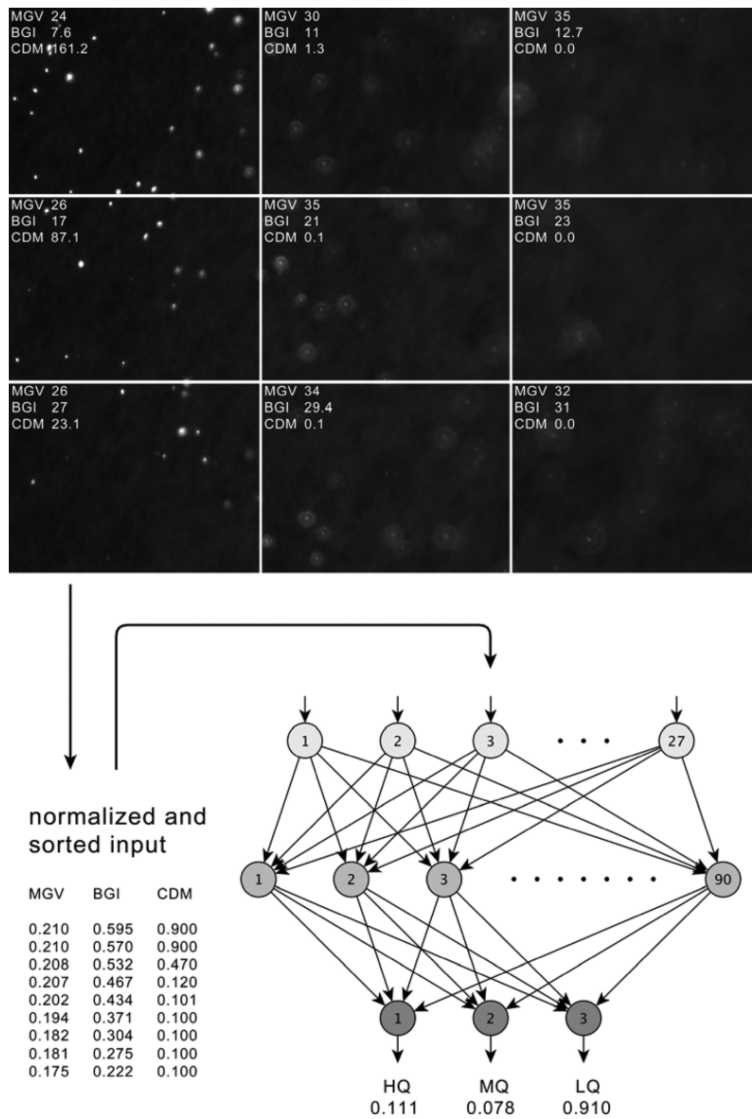 MGV 24
BGI 7.6
CDM 161.2
MGV 30
BGI 11
CDM 1.3
MGV 35
BGI 12.7
CDM 0.0
MGV 26
BGI 17
CDM 87.1
MGV 35
BGI 21
CDM 0.1
MGV 35
BGI 23
CDM 0.0
MGV 26
BGI 27
CDM 23.1
MGV 34
BGI 29.4
CDM 0.1
MGV 32
BGI 31
CDM 0.0
1 2 3 · · · 27
normalized and
sorted input
1 2 3 · · · · · · · 90
MGV BGI CDM
0.210 0.595 0.900
0.210 0.570 0.900
0.208 0.532 0.470
0.207 0.467 0.120
0.202 0.434 0.101
0.194 0.371 0.100
0.182 0.304 0.100
0.181 0.275 0.100
0.175 0.222 0.100
1 2 3
HQ MQ LQ
0.111 0.078 0.910